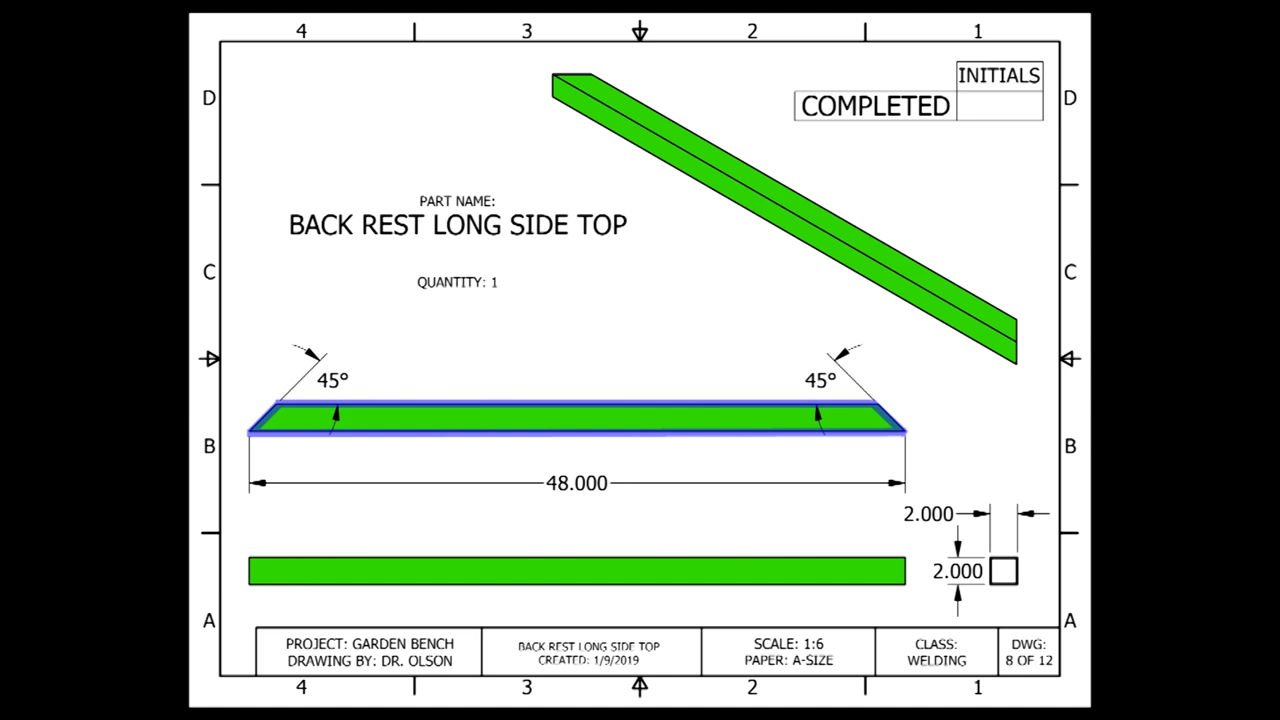 4 3 2 1
INITIALS
COMPLETED
D D
PART NAME:
BACK REST LONG SIDE TOP
C C
QUANTITY: 1
45° 45°
B B
48.000
2.000
2.000
A A
PROJECT: GARDEN BENCH
DRAWING BY: DR. OLSON
BACK REST LONG SIDE TOP
CREATED: 1/9/2019
SCALE: 1:6
PAPER: A-SIZE
CLASS:
WELDING
DWG:
8 OF 12
4 3 2 1